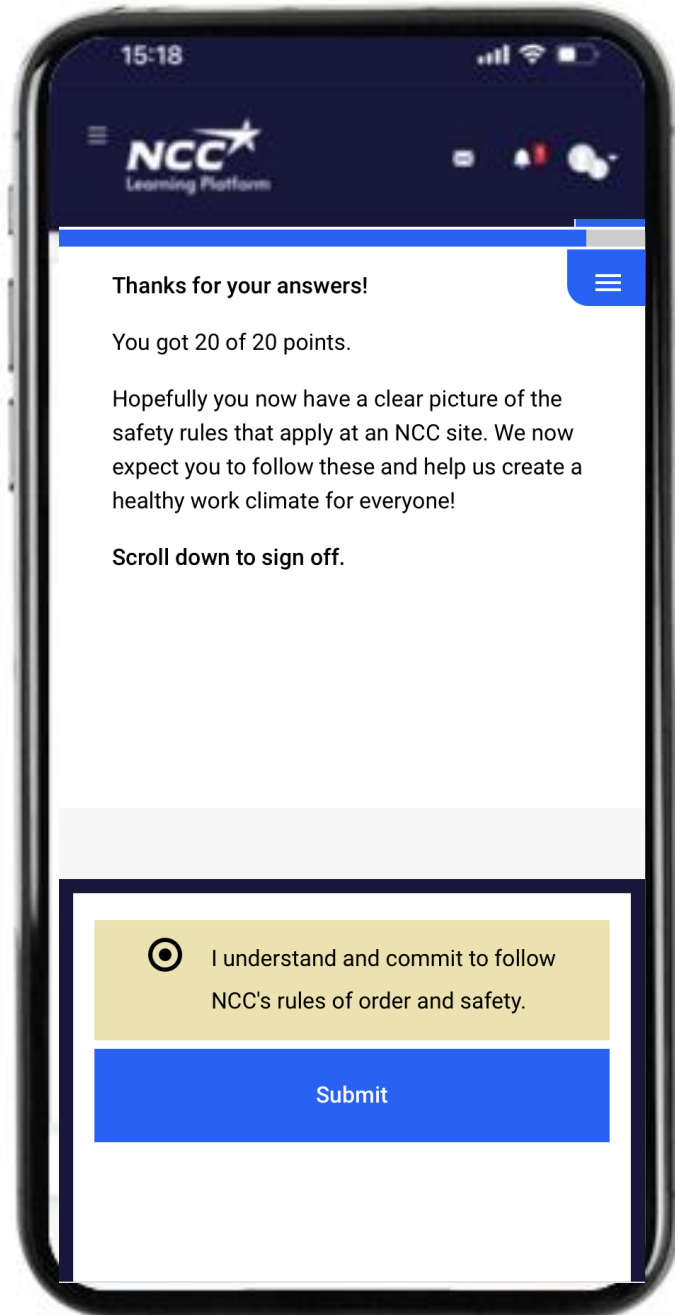 15:18
NCC
Learning Platform
Thanks for your answers!
You got 20 of 20 points.
Hopefully you now have a clear picture of the
safety rules that apply at an NCC site. We now
expect you to follow these and help us create a
healthy work climate for everyone!
Scroll down to sign off.
I understand and commit to follow
NCC's rules of order and safety.
Submit